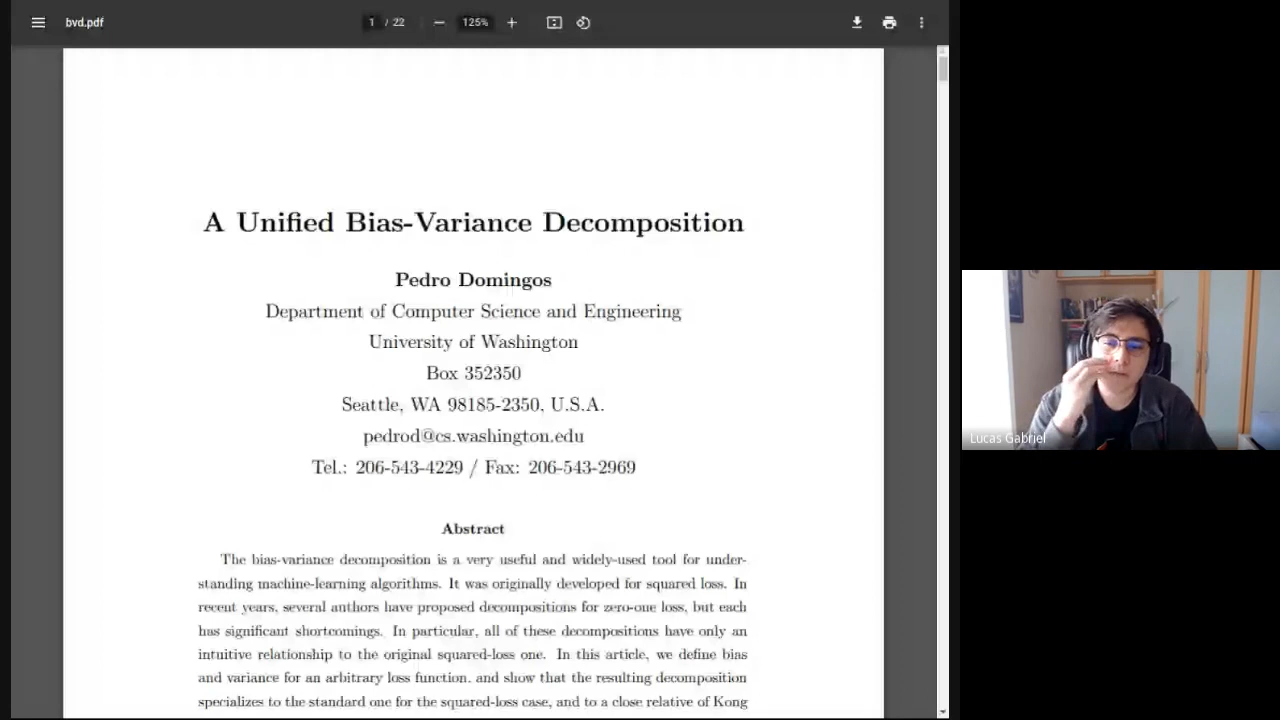 bvd.pdf
1 / 22
125%
A Unified Bias-Variance Decomposition
Pedro Domingos
Department of Computer Science and Engineering
University of Washington
Box 352350
Seattle, WA 98185-2350, U.S.A.
pedrod@cs.washington.edu
Tel.: 206-543-4229 / Fax: 206-543-2969
Abstract
The bias-variance decomposition is a very useful and widely-used tool for under-
standing machine-learning algorithms. It was originally developed for squared loss. In
recent years, several authors have proposed decompositions for zero-one loss, but each
has significant shortcomings. In particular, all of these decompositions have only an
intuitive relationship to the original squared-loss one. In this article, we define bias
and variance for an arbitrary loss function, and show that the resulting decomposition
specializes to the standard one for the squared-loss case, and to a close relative of Kong
Lucas Gabriel